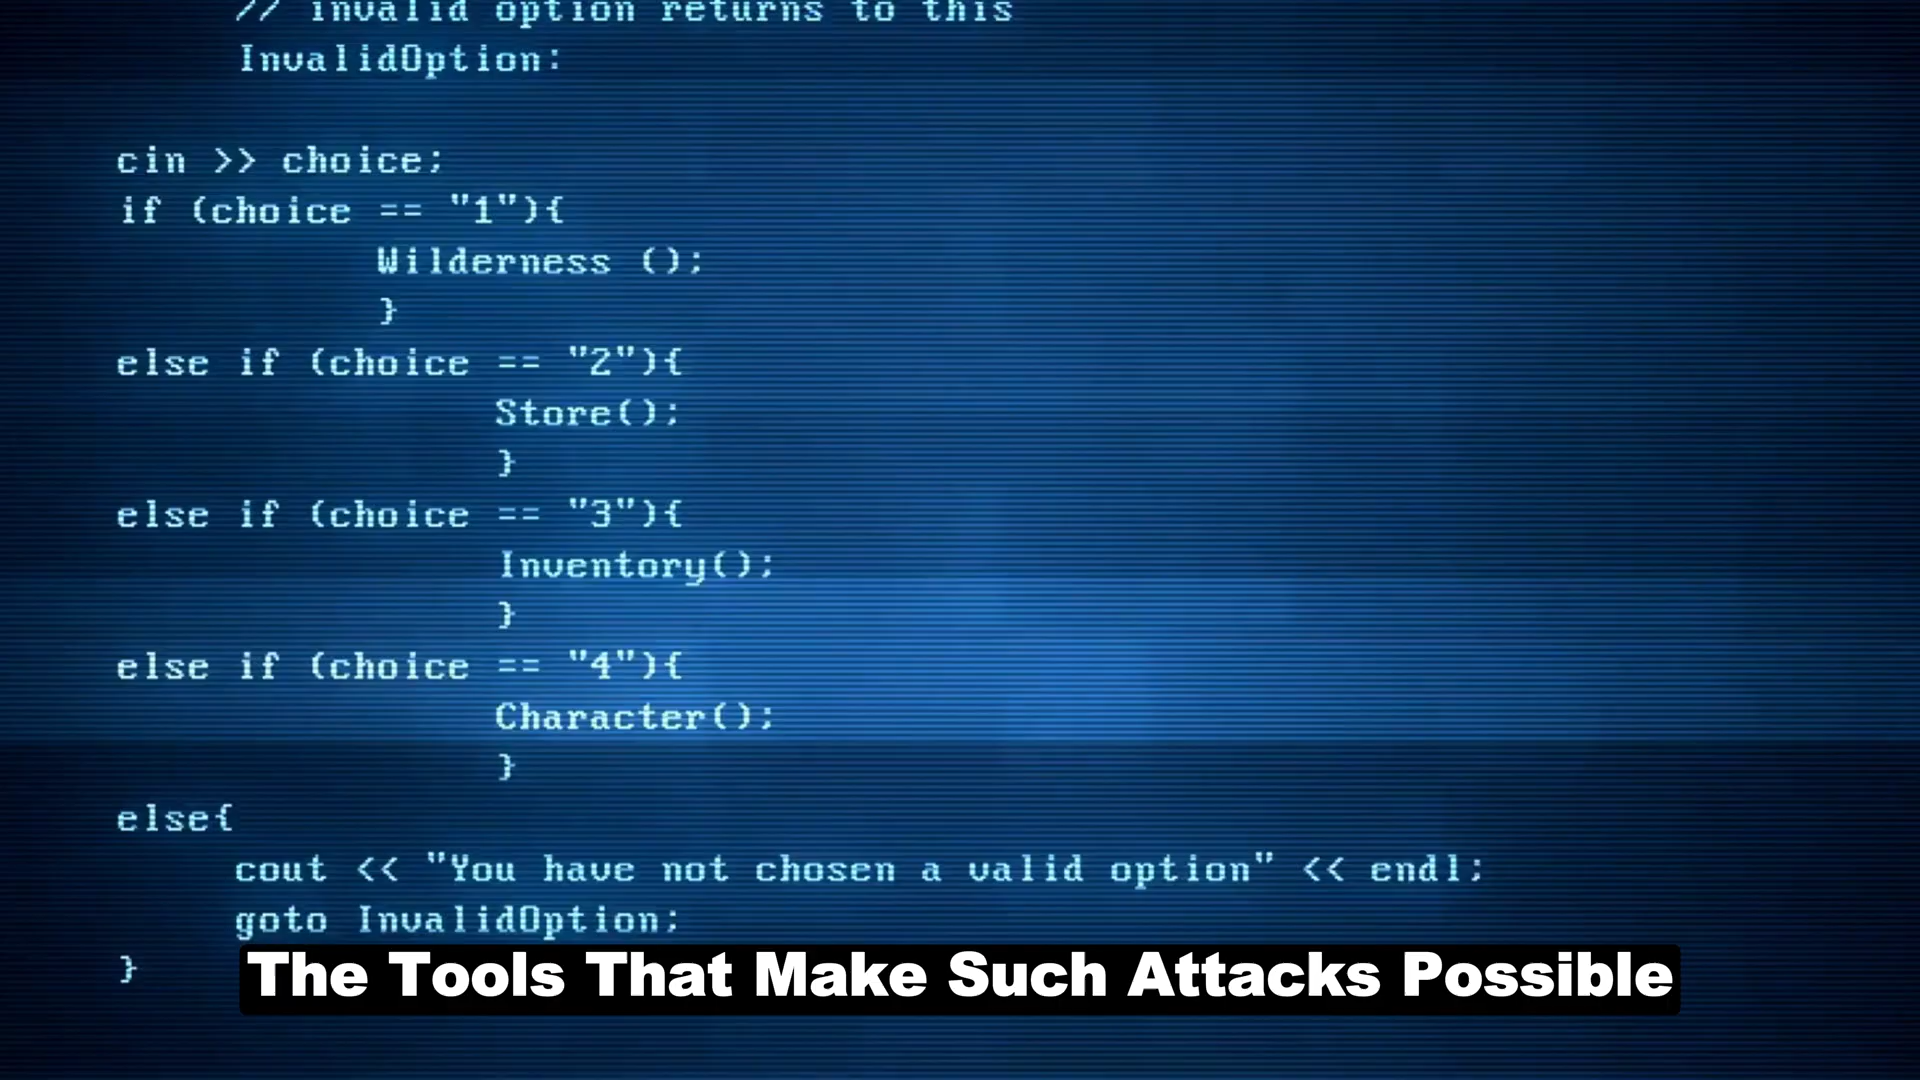 // invalid option returns to this
InvalidOption:
cin >> choice;
if (choice == "1"){
Wilderness ();
}
else if (choice == "2"){
Store();
}
else if (choice == "3"){
Inventory();
}
else if (choice == "4"){
Character();
}
else{
cout << "You have not chosen a valid option" << endl;
goto InvalidOption;
}
The Tools That Make Such Attacks Possible